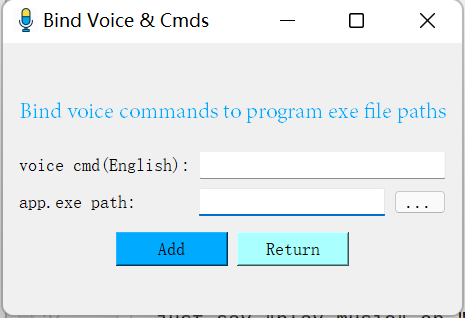 Bind Voice & Cmds
Bind voice commands to program exe file paths
voice cmd(English):
app.exe path:
...
Add
Return